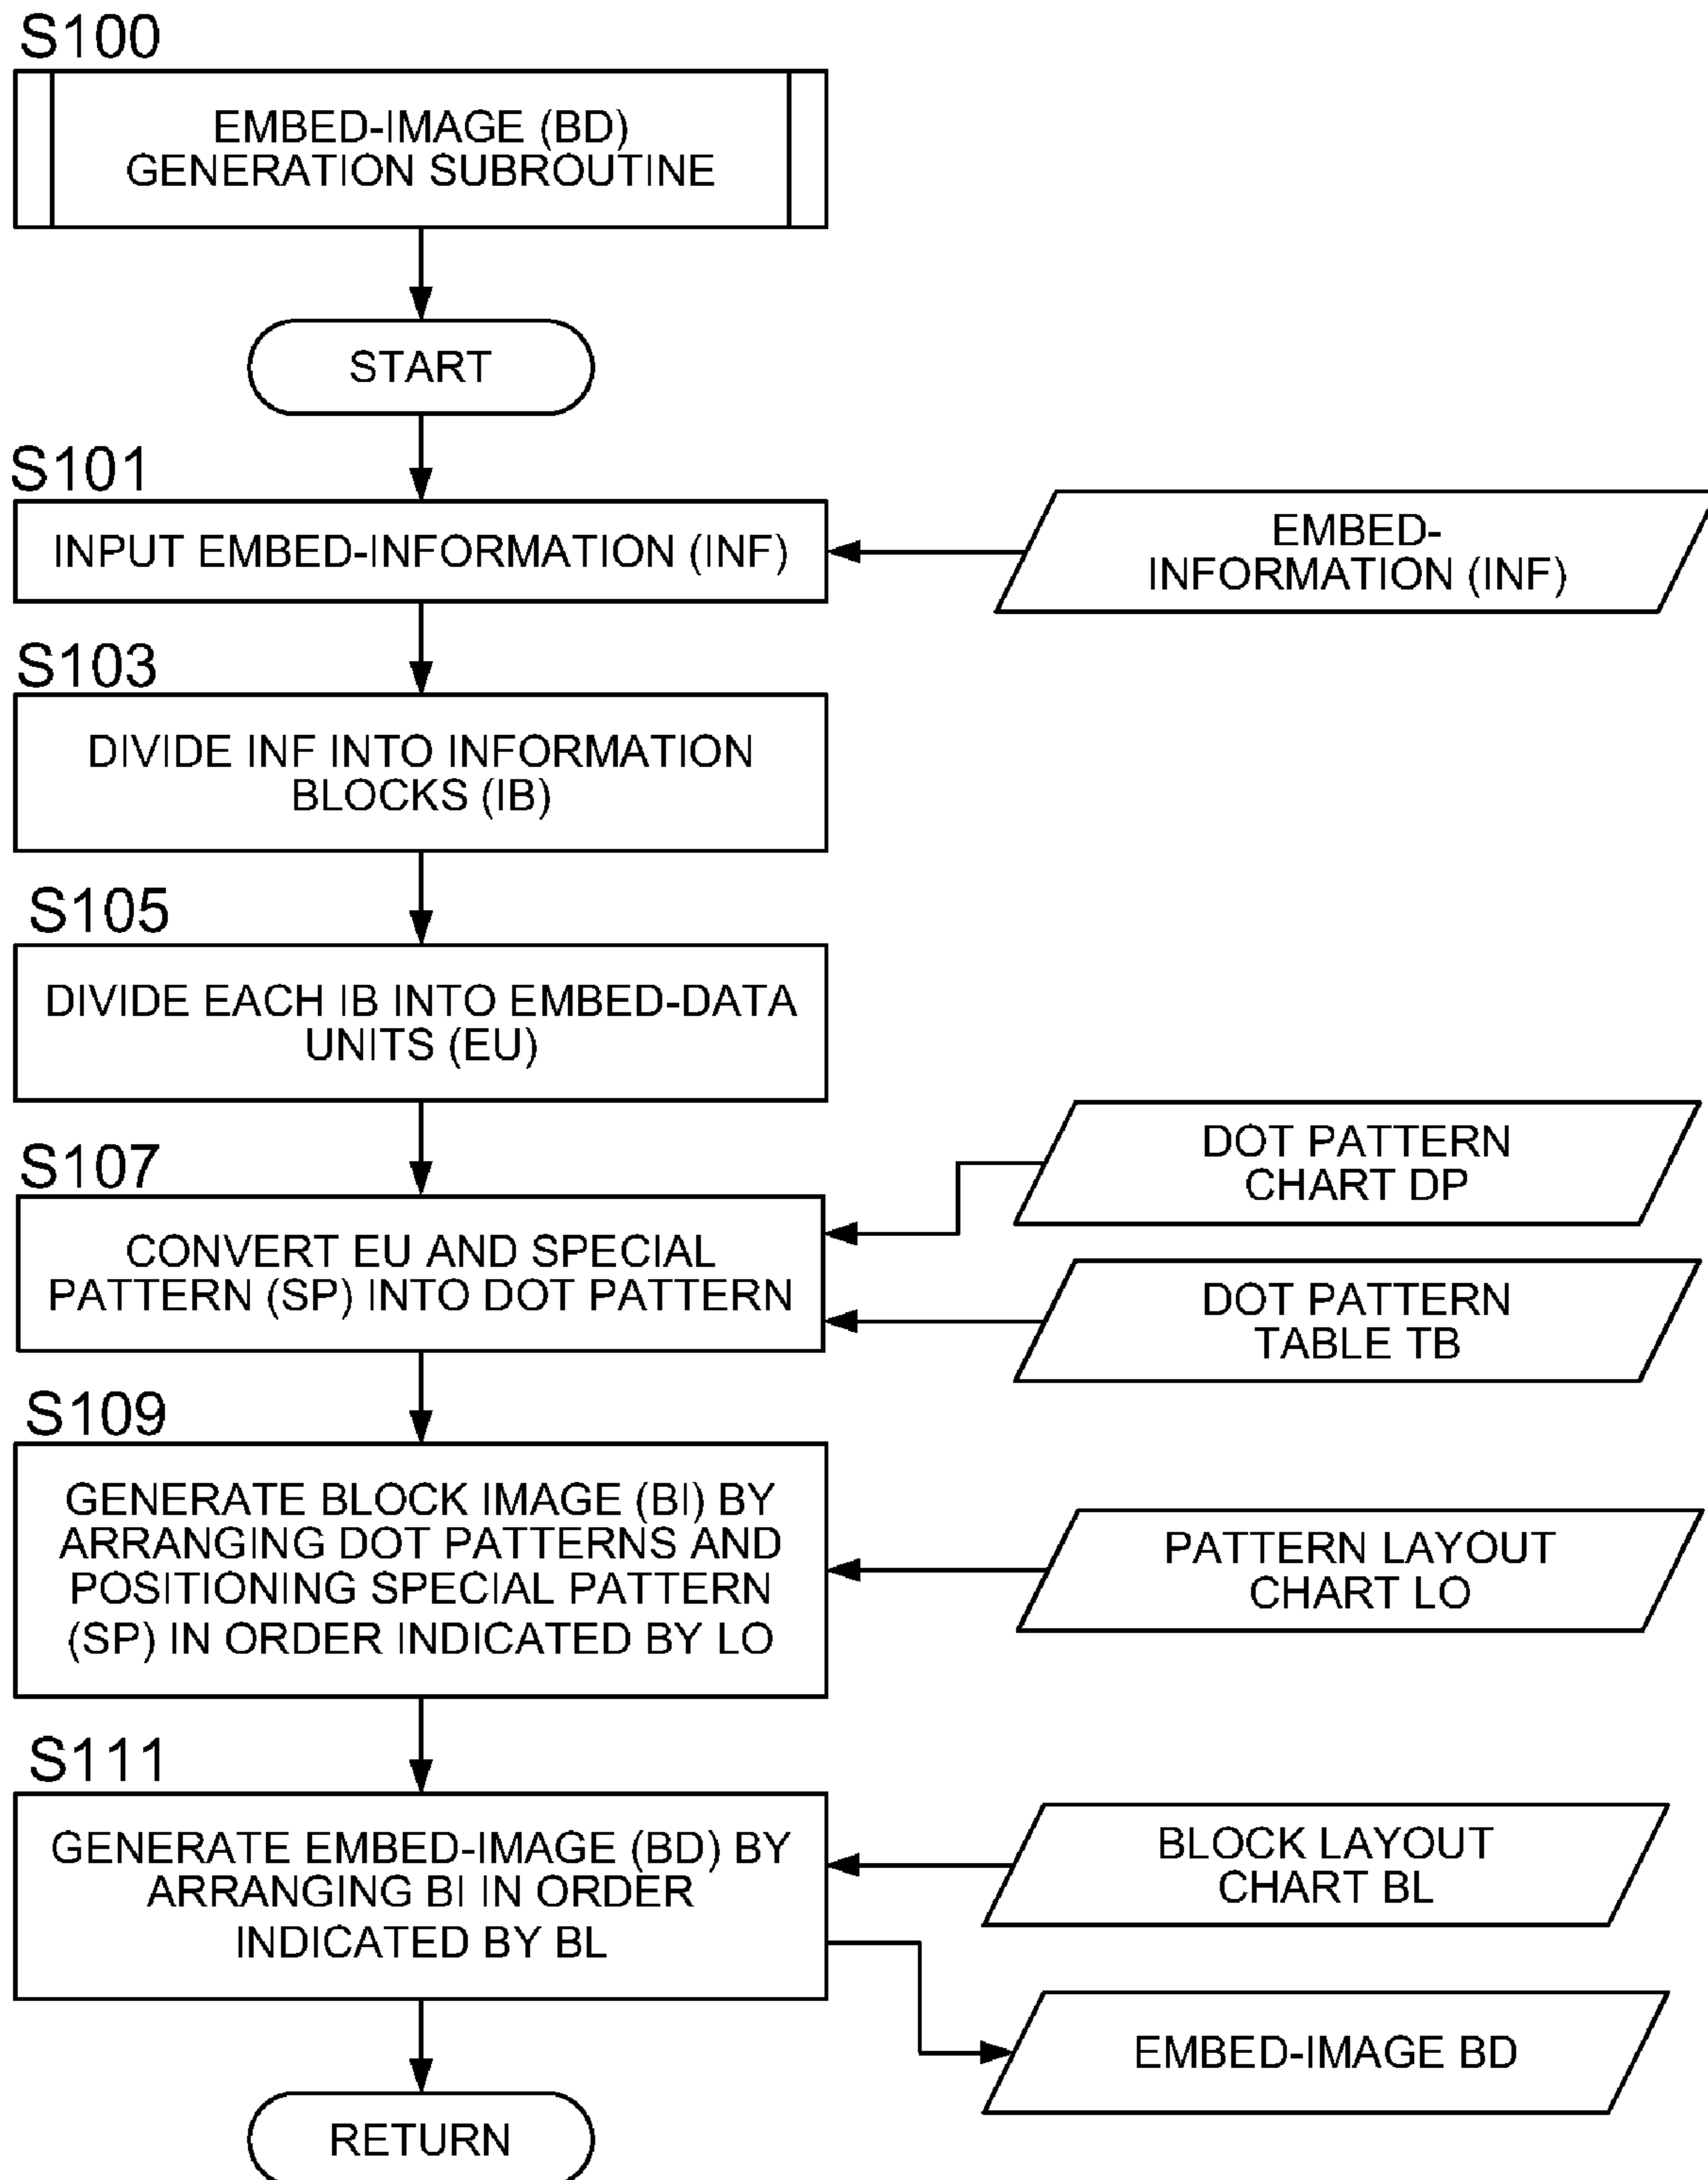 S100
EMBED-IMAGE (BD)
GENERATION SUBROUTINE
START
S101
INPUT EMBED-INFORMATION (INF)
EMBED-
INFORMATION (INF)
S103
DIVIDE INF INTO INFORMATION
BLOCKS (IB)
S105
DIVIDE EACH IB INTO EMBED-DATA
UNITS (EU)
S107
CONVERT EU AND SPECIAL
PATTERN (SP) INTO DOT PATTERN
DOT PATTERN
CHART DP
DOT PATTERN
TABLE TB
S109
GENERATE BLOCK IMAGE (BI) BY
ARRANGING DOT PATTERNS AND
POSITIONING SPECIAL PATTERN
(SP) IN ORDER INDICATED BY LO
PATTERN LAYOUT
CHART LO
S111
GENERATE EMBED-IMAGE (BD) BY
ARRANGING BI IN ORDER
INDICATED BY BL
BLOCK LAYOUT
CHART BL
EMBED-IMAGE BD
RETURN